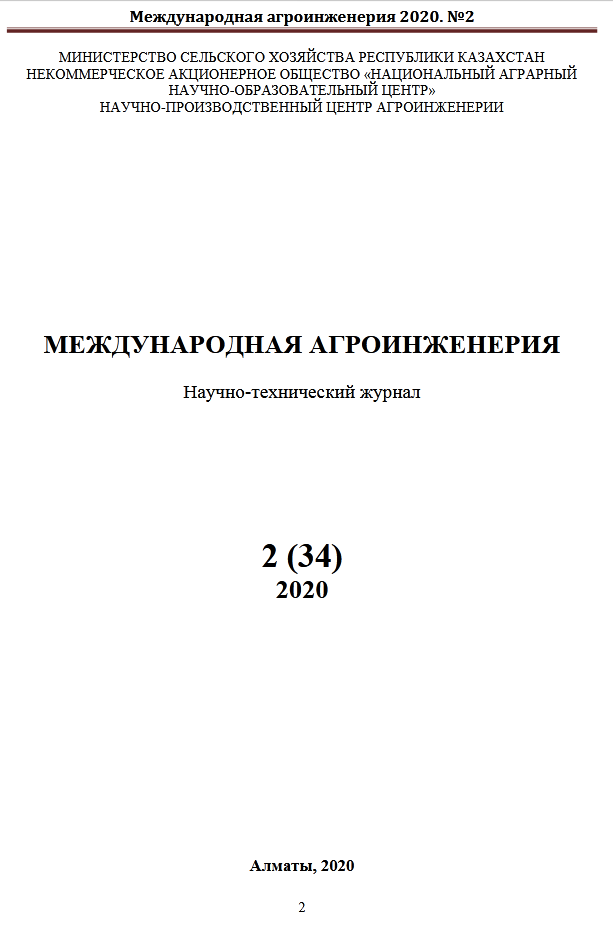 Международная агроинженерия 2020. №2
МИНИСТЕРСТВО СЕЛЬСКОГО ХОЗЯЙСТВА РЕСПУБЛИКИ КАЗАХСТАН
НЕКОММЕРЧЕСКОЕ АКЦИОНЕРНОЕ ОБЩЕСТВО «НАЦИОНАЛЬНЫЙ АГРАРНЫЙ
НАУЧНО-ОБРАЗОВАТЕЛЬНЫЙ ЦЕНТР»
НАУЧНО-ПРОИЗВОДСТВЕННЫЙ ЦЕНТР АГРОИНЖЕНЕРИИ
МЕЖДУНАРОДНАЯ АГРОИНЖЕНЕРИЯ
Научно-технический журнал
2 (34)
2020
Алматы, 2020
2